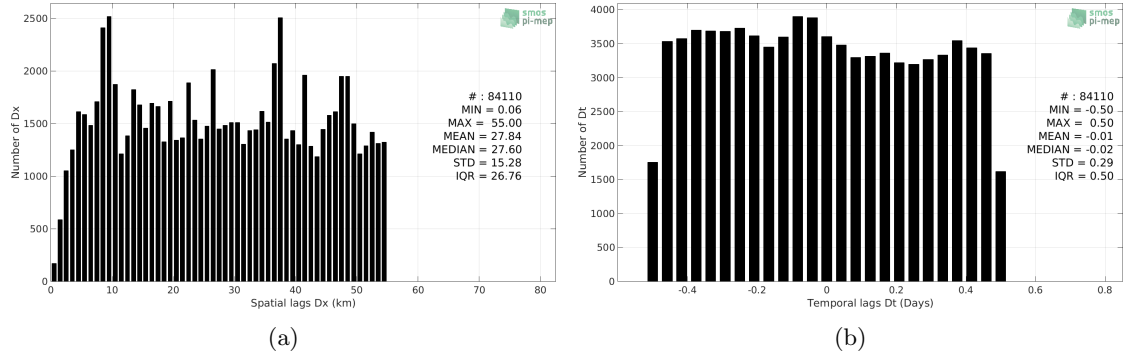 smos
pi-mep
2500
2000
1500
1000
500
0
Number of Dx
# : 84110
MIN = 0.06
MAX = 55.00
MEAN = 27.84
MEDIAN = 27.60
STD = 15.28
IQR = 26.76
0 10 20 30 40 50 60 70 80
Spatial lags Dx (km)
(a)
smos
pi-mep
4000
3500
3000
2500
2000
1500
1000
500
0
Number of Dt
# : 84110
MIN = -0.50
MAX = 0.50
MEAN = -0.01
MEDIAN = -0.02
STD = 0.29
IQR = 0.50
-0.4 -0.2 0 0.2 0.4 0.6 0.8
Temporal lags Dt (Days)
(b)